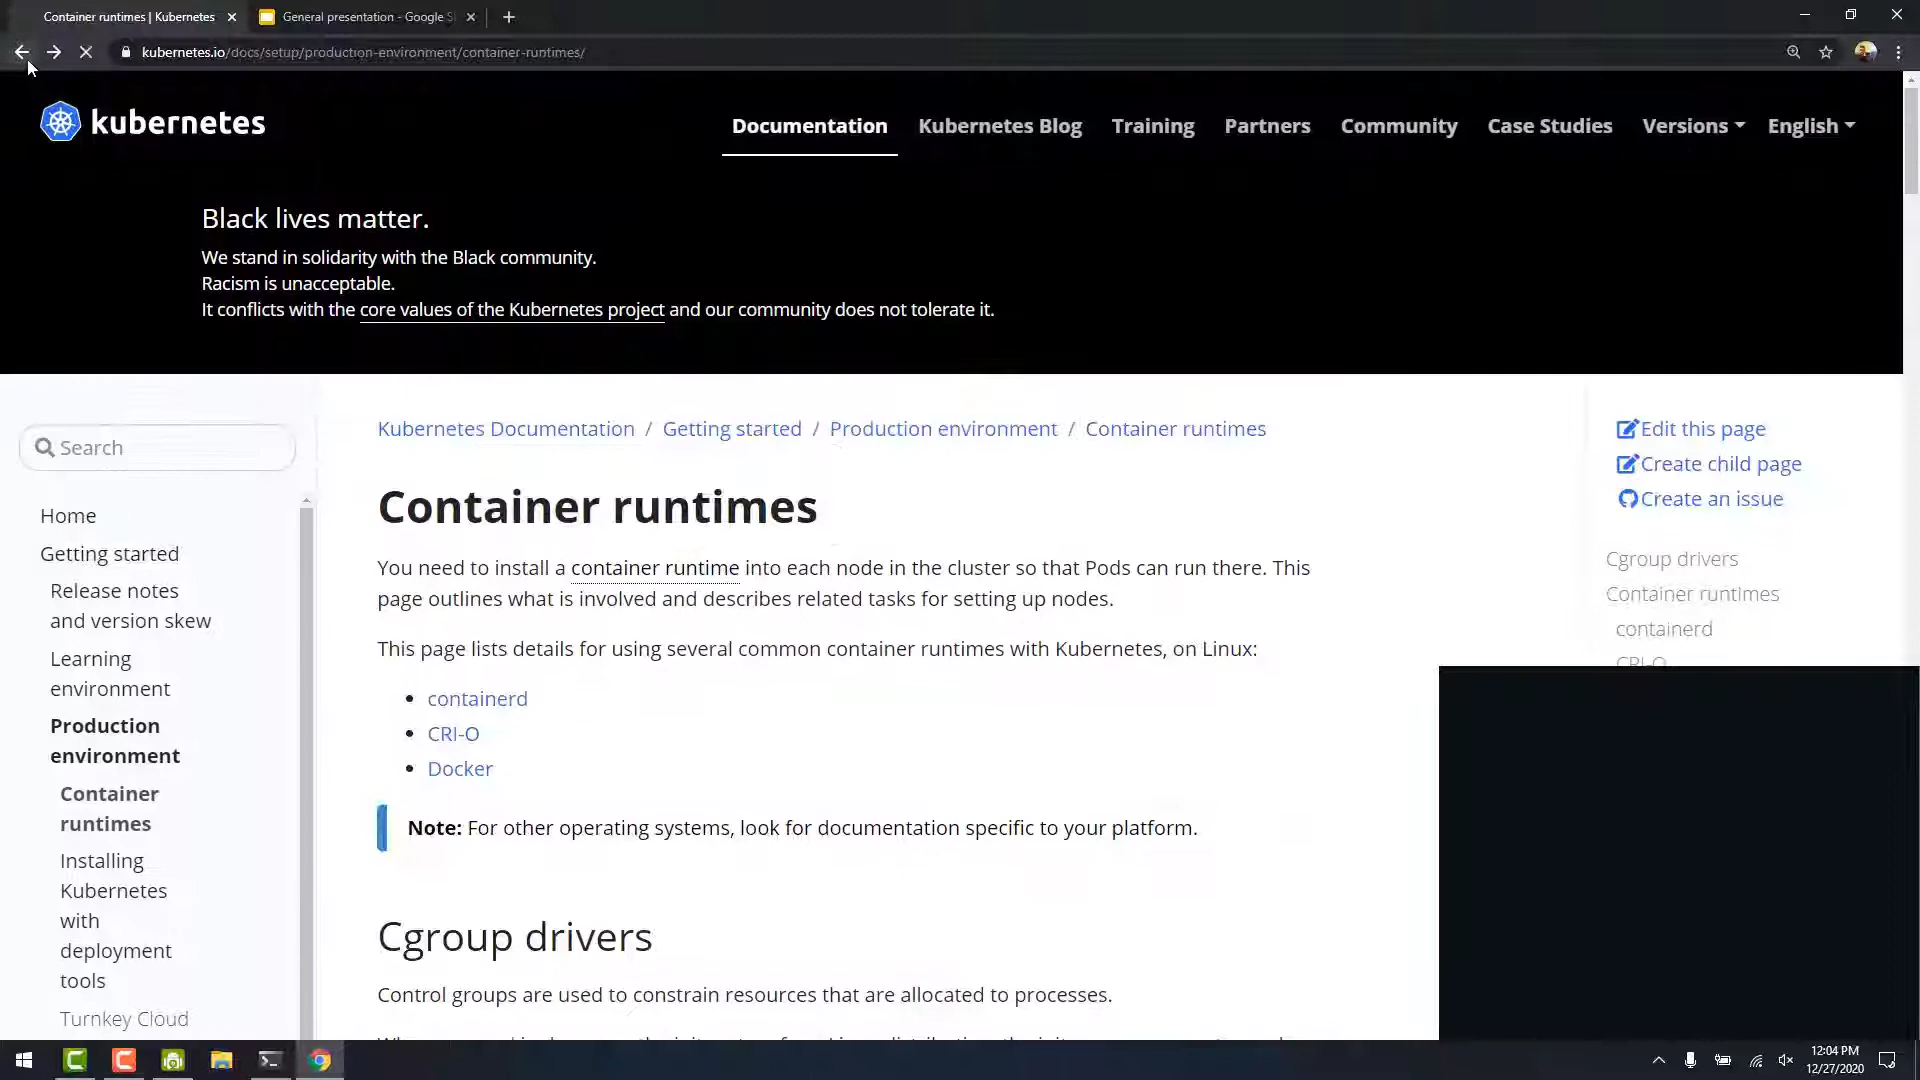 Container runtimes | Kubernetes
General presentation - Google S
kubernetes.io/docs/setup/production-environment/container-runtimes/
kubernetes
Documentation
Kubernetes Blog
Training
Partners
Community
Case Studies
Versions
English
Black lives matter.
We stand in solidarity with the Black community.
Racism is unacceptable.
It conflicts with the core values of the Kubernetes project and our community does not tolerate it.
Search
Home
Getting started
Release notes
and version skew
Learning
environment
Production
environment
Container
runtimes
Installing
Kubernetes
with
deployment
tools
Turnkey Cloud
Kubernetes Documentation / Getting started / Production environment / Container runtimes
Container runtimes
You need to install a container runtime into each node in the cluster so that Pods can run there. This
page outlines what is involved and describes related tasks for setting up nodes.
This page lists details for using several common container runtimes with Kubernetes, on Linux:
• containerd
• CRI-O
• Docker
Note: For other operating systems, look for documentation specific to your platform.
Cgroup drivers
Control groups are used to constrain resources that are allocated to processes.
Edit this page
Create child page
Create an issue
Cgroup drivers
Container runtimes
containerd
CRI-O
12:04 PM
12/27/2020